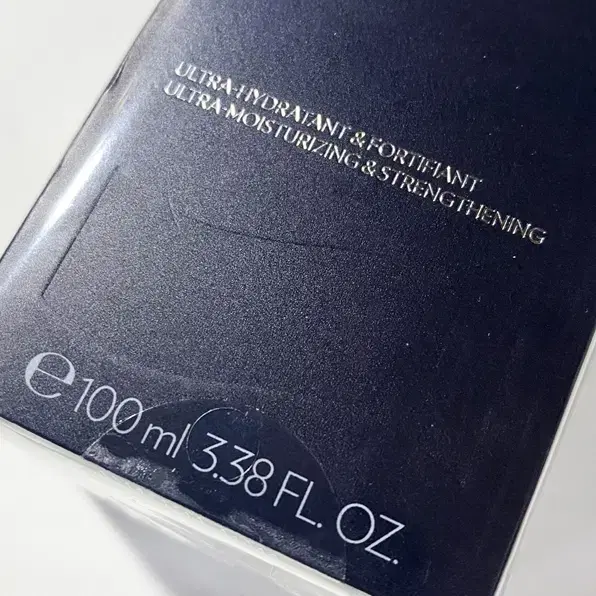 ULTRA-HYDRATANT & FORTIFIANT
ULTRA-MOISTURIZING & STRENGTHENING
℮ 100 ml 3.38 FL. OZ.